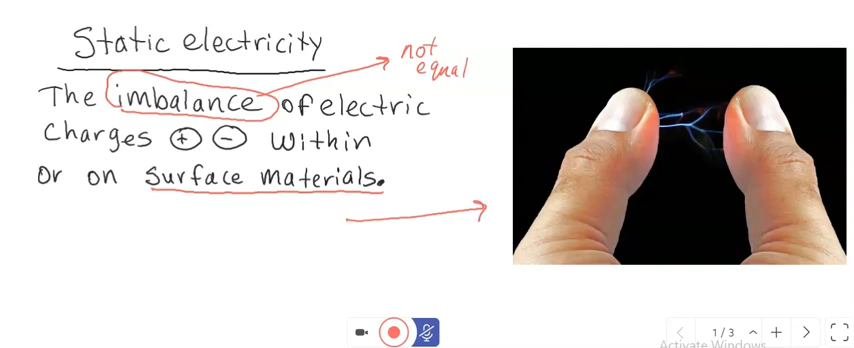 Static electricity
not
equal
The imbalance of electric
Charges + - within
or on surface materials.
1/3
Activate Windows